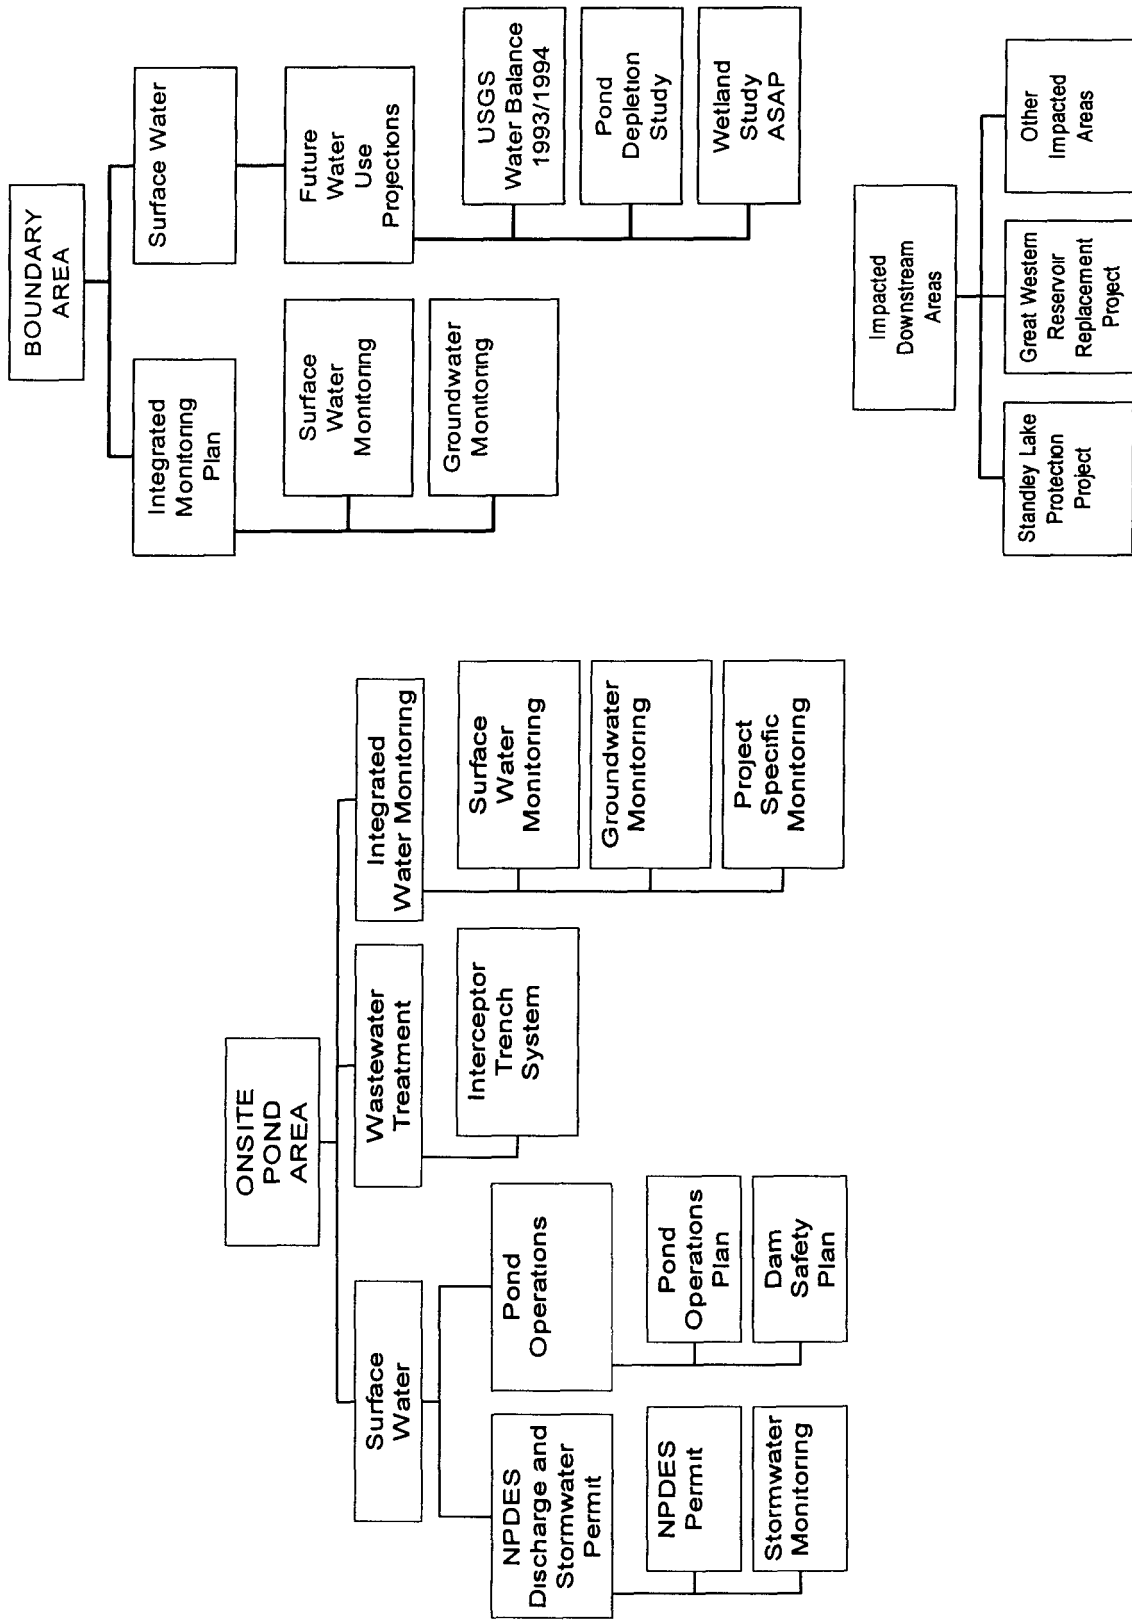 ONSITE
POND
AREA
Surface
Water
Wastewater
Treatment
Integrated
Water Monitoring
NPDES
Discharge and
Stormwater
Permit
Pond
Operations
Interceptor
Trench
System
Surface
Water
Monitoring
NPDES
Permit
Pond
Operations
Plan
Groundwater
Monitoring
Stormwater
Monitoring
Dam
Safety
Plan
Project
Specific
Monitoring
BOUNDARY
AREA
Integrated
Monitoring
Plan
Surface Water
Surface
Water
Monitoring
Future
Water
Use
Projections
Groundwater
Monitoring
USGS
Water Balance
1993/1994
Pond
Depletion
Study
Wetland
Study
ASAP
Impacted
Downstream
Areas
Standley Lake
Protection
Project
Great Western
Reservoir
Replacement
Project
Other
Impacted
Areas